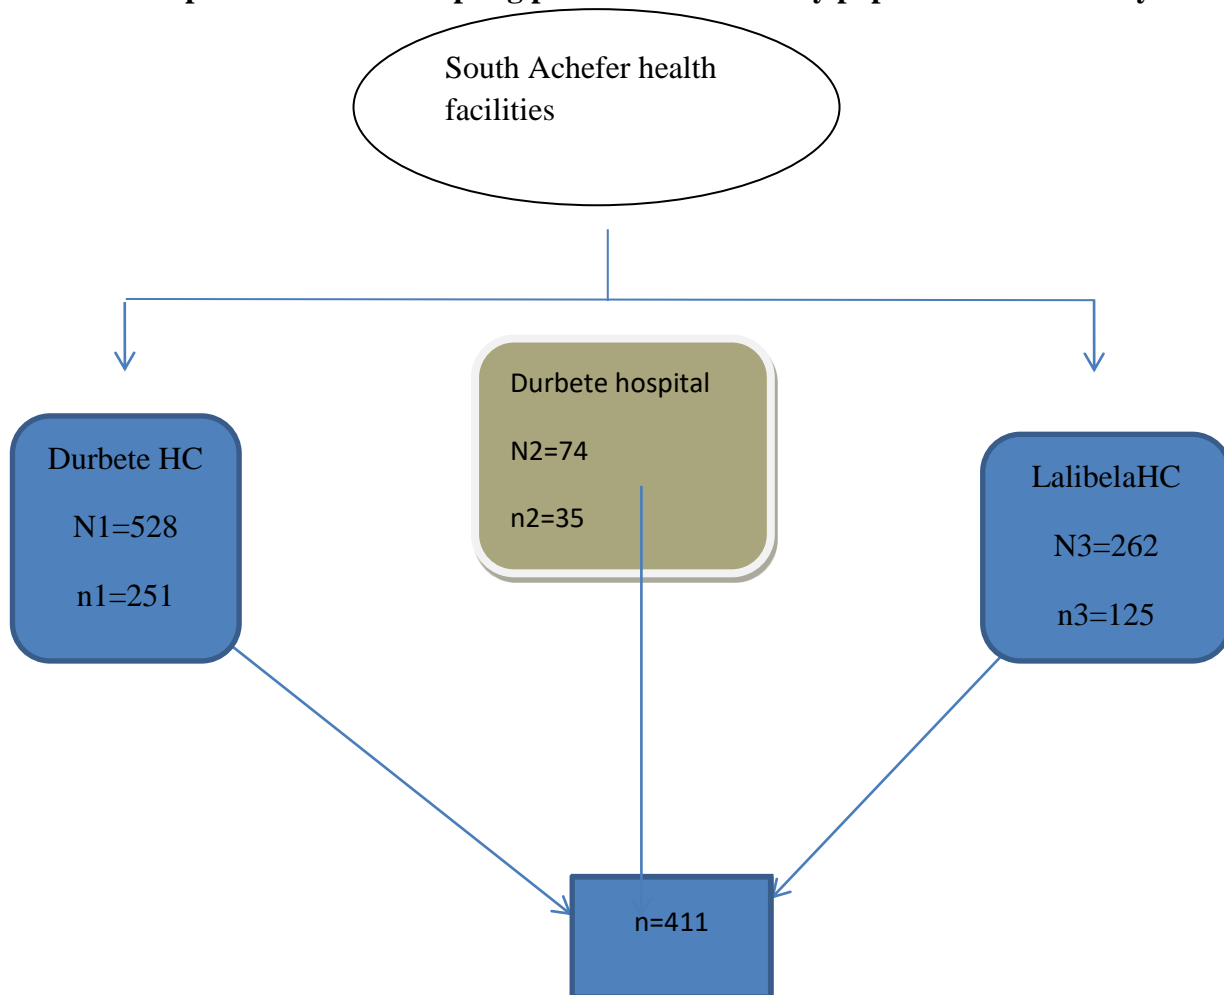 South Achefer health
facilities
Durbete hospital
N2=74
n2=35
Durbete HC
N1=528
n1=251
LalibelaHC
N3=262
n3=125
n=411